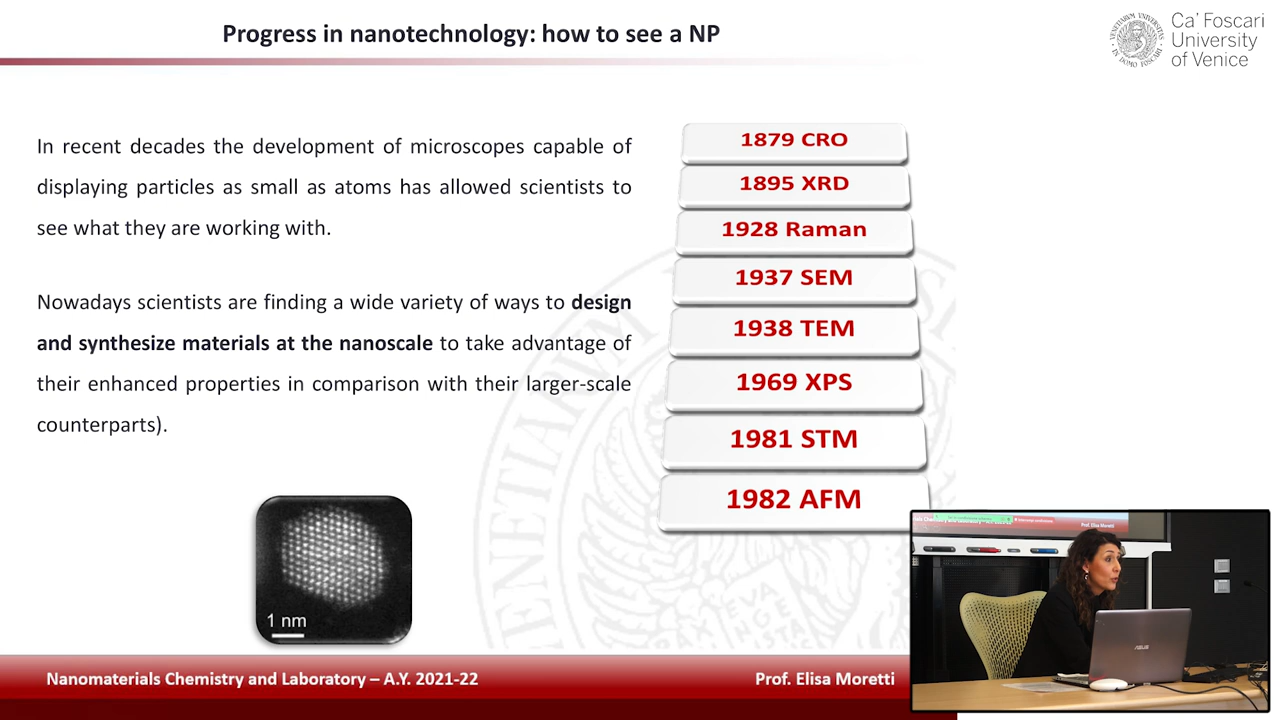 Progress in nanotechnology: how to see a NP
Ca' Foscari
University
of Venice
In recent decades the development of microscopes capable of
displaying particles as small as atoms has allowed scientists to
see what they are working with.
Nowadays scientists are finding a wide variety of ways to design
and synthesize materials at the nanoscale to take advantage of
their enhanced properties in comparison with their larger-scale
counterparts).
1879 CRO
1895 XRD
1928 Raman
1937 SEM
1938 TEM
1969 XPS
1981 STM
1982 AFM
1 nm
Nanomaterials Chemistry and Laboratory – A.Y. 2021-22
Prof. Elisa Moretti
Prof. Elisa Moretti
ASUS